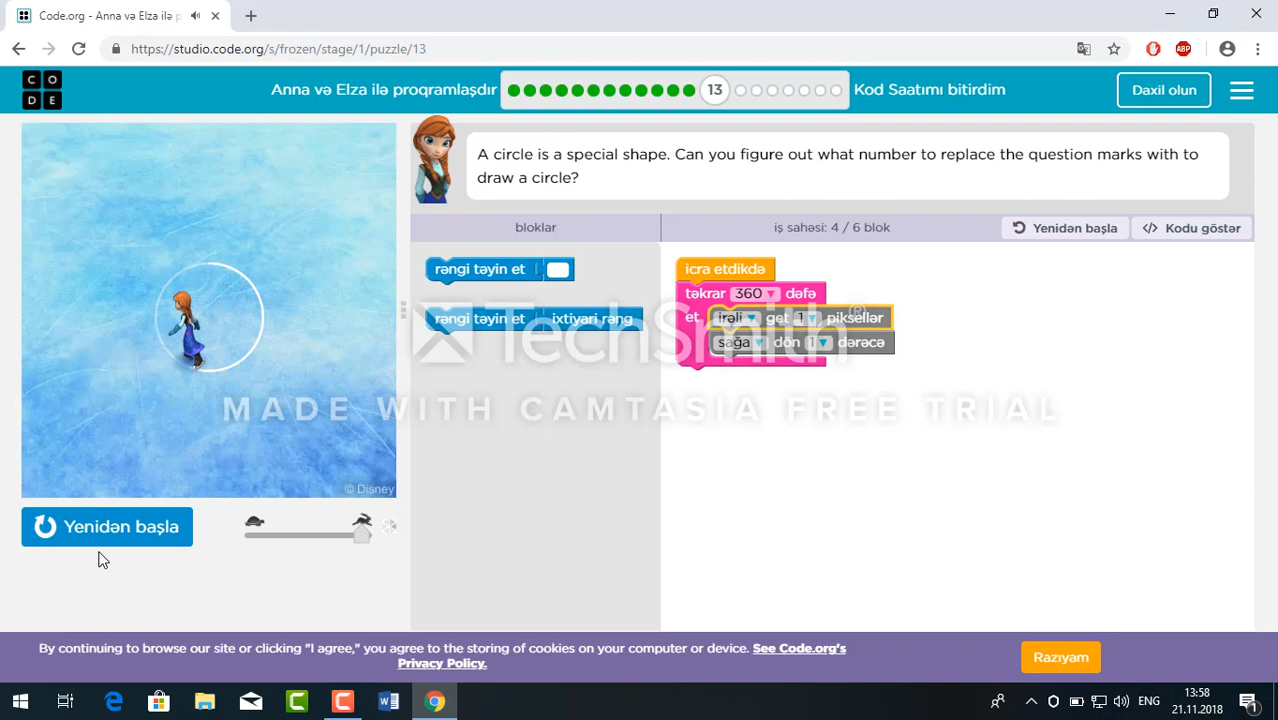 Code.org - Anna və Elza ilə p
https://studio.code.org/s/frozen/stage/1/puzzle/13
ABP
C O
D E
Anna və Elza ilə proqramlaşdır
13
Kod Saatımı bitirdim
Daxil olun
A circle is a special shape. Can you figure out what number to replace the question marks with to
draw a circle?
bloklar
iş sahəsi: 4 / 6 blok
Yenidən başla
</> Kodu göstər
rəngi təyin et
rəngi təyin et ixtiyari rəng
icra etdikdə
təkrar 360 dəfə
et irəli get 1 piksellər
sağa dön 1 dərəcə
TechSmith®
MADE WITH CAMTASIA FREE TRIAL
© Disney
Yenidən başla
By continuing to browse our site or clicking "I agree," you agree to the storing of cookies on your computer or device. See Code.org's
Privacy Policy.
Razıyam
ENG
13:58
21.11.2018
1